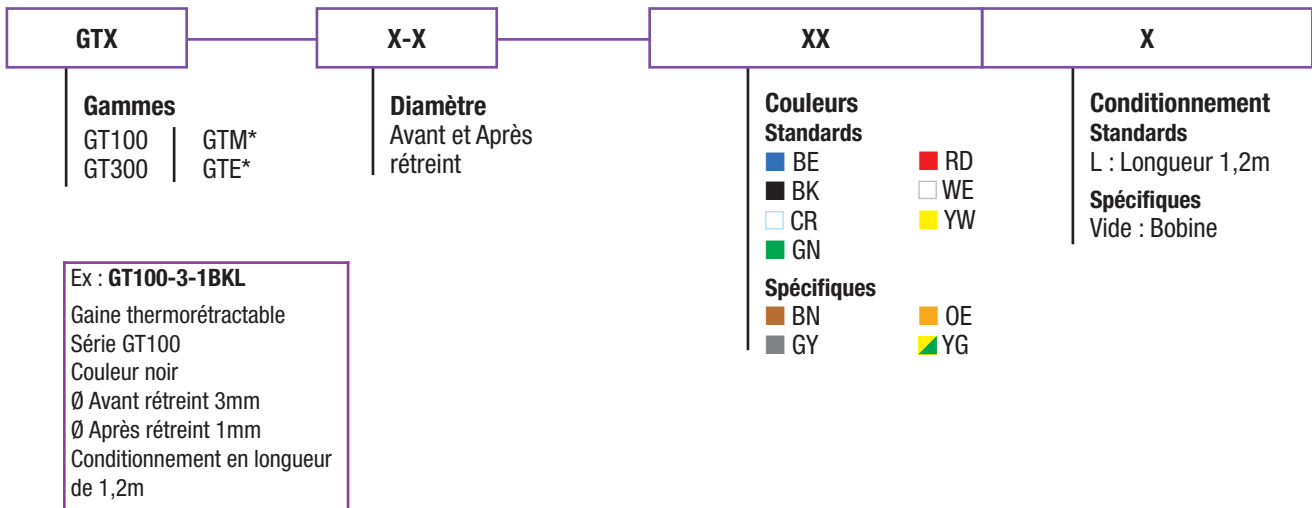 GTX
X-X
XX
X
Gammes
GT100 GTM*
GT300 GTE*
Diamètre
Avant et Après
rétreint
Couleurs
Standards
BE RD
BK WE
CR YW
GN
Spécifiques
BN OE
GY YG
Conditionnement
Standards
L : Longueur 1,2m
Spécifiques
Vide : Bobine
Ex : GT100-3-1BKL
Gaine thermorétractable
Série GT100
Couleur noir
Ø Avant rétreint 3mm
Ø Après rétreint 1mm
Conditionnement en longueur
de 1,2m